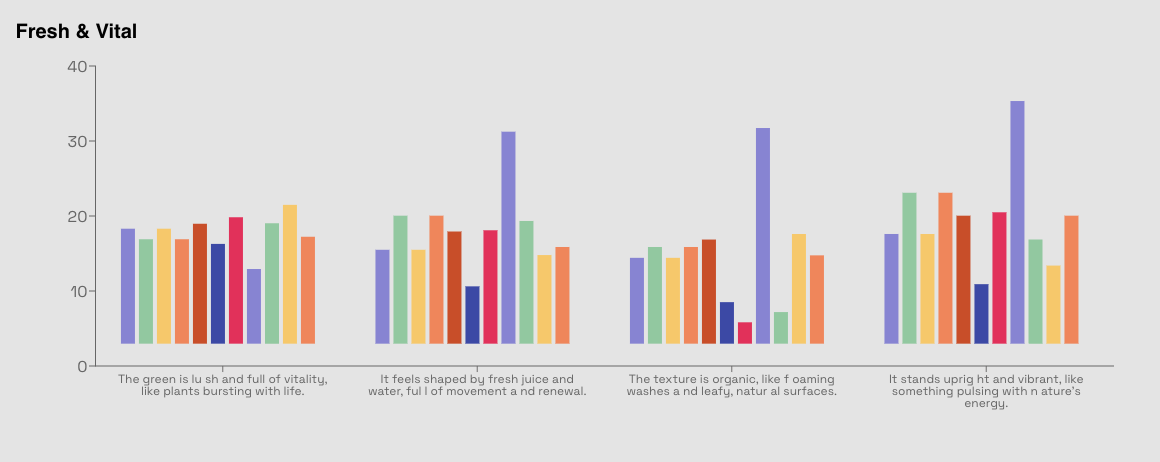 Fresh & Vital
40
30
20
10
0
The green is lu sh and full of vitality,
like plants bursting with life.
It feels shaped by fresh juice and
water, ful l of movement a nd renewal.
The texture is organic, like f oaming
washes a nd leafy, natur al surfaces.
It stands uprig ht and vibrant, like
something pulsing with n ature's
energy.